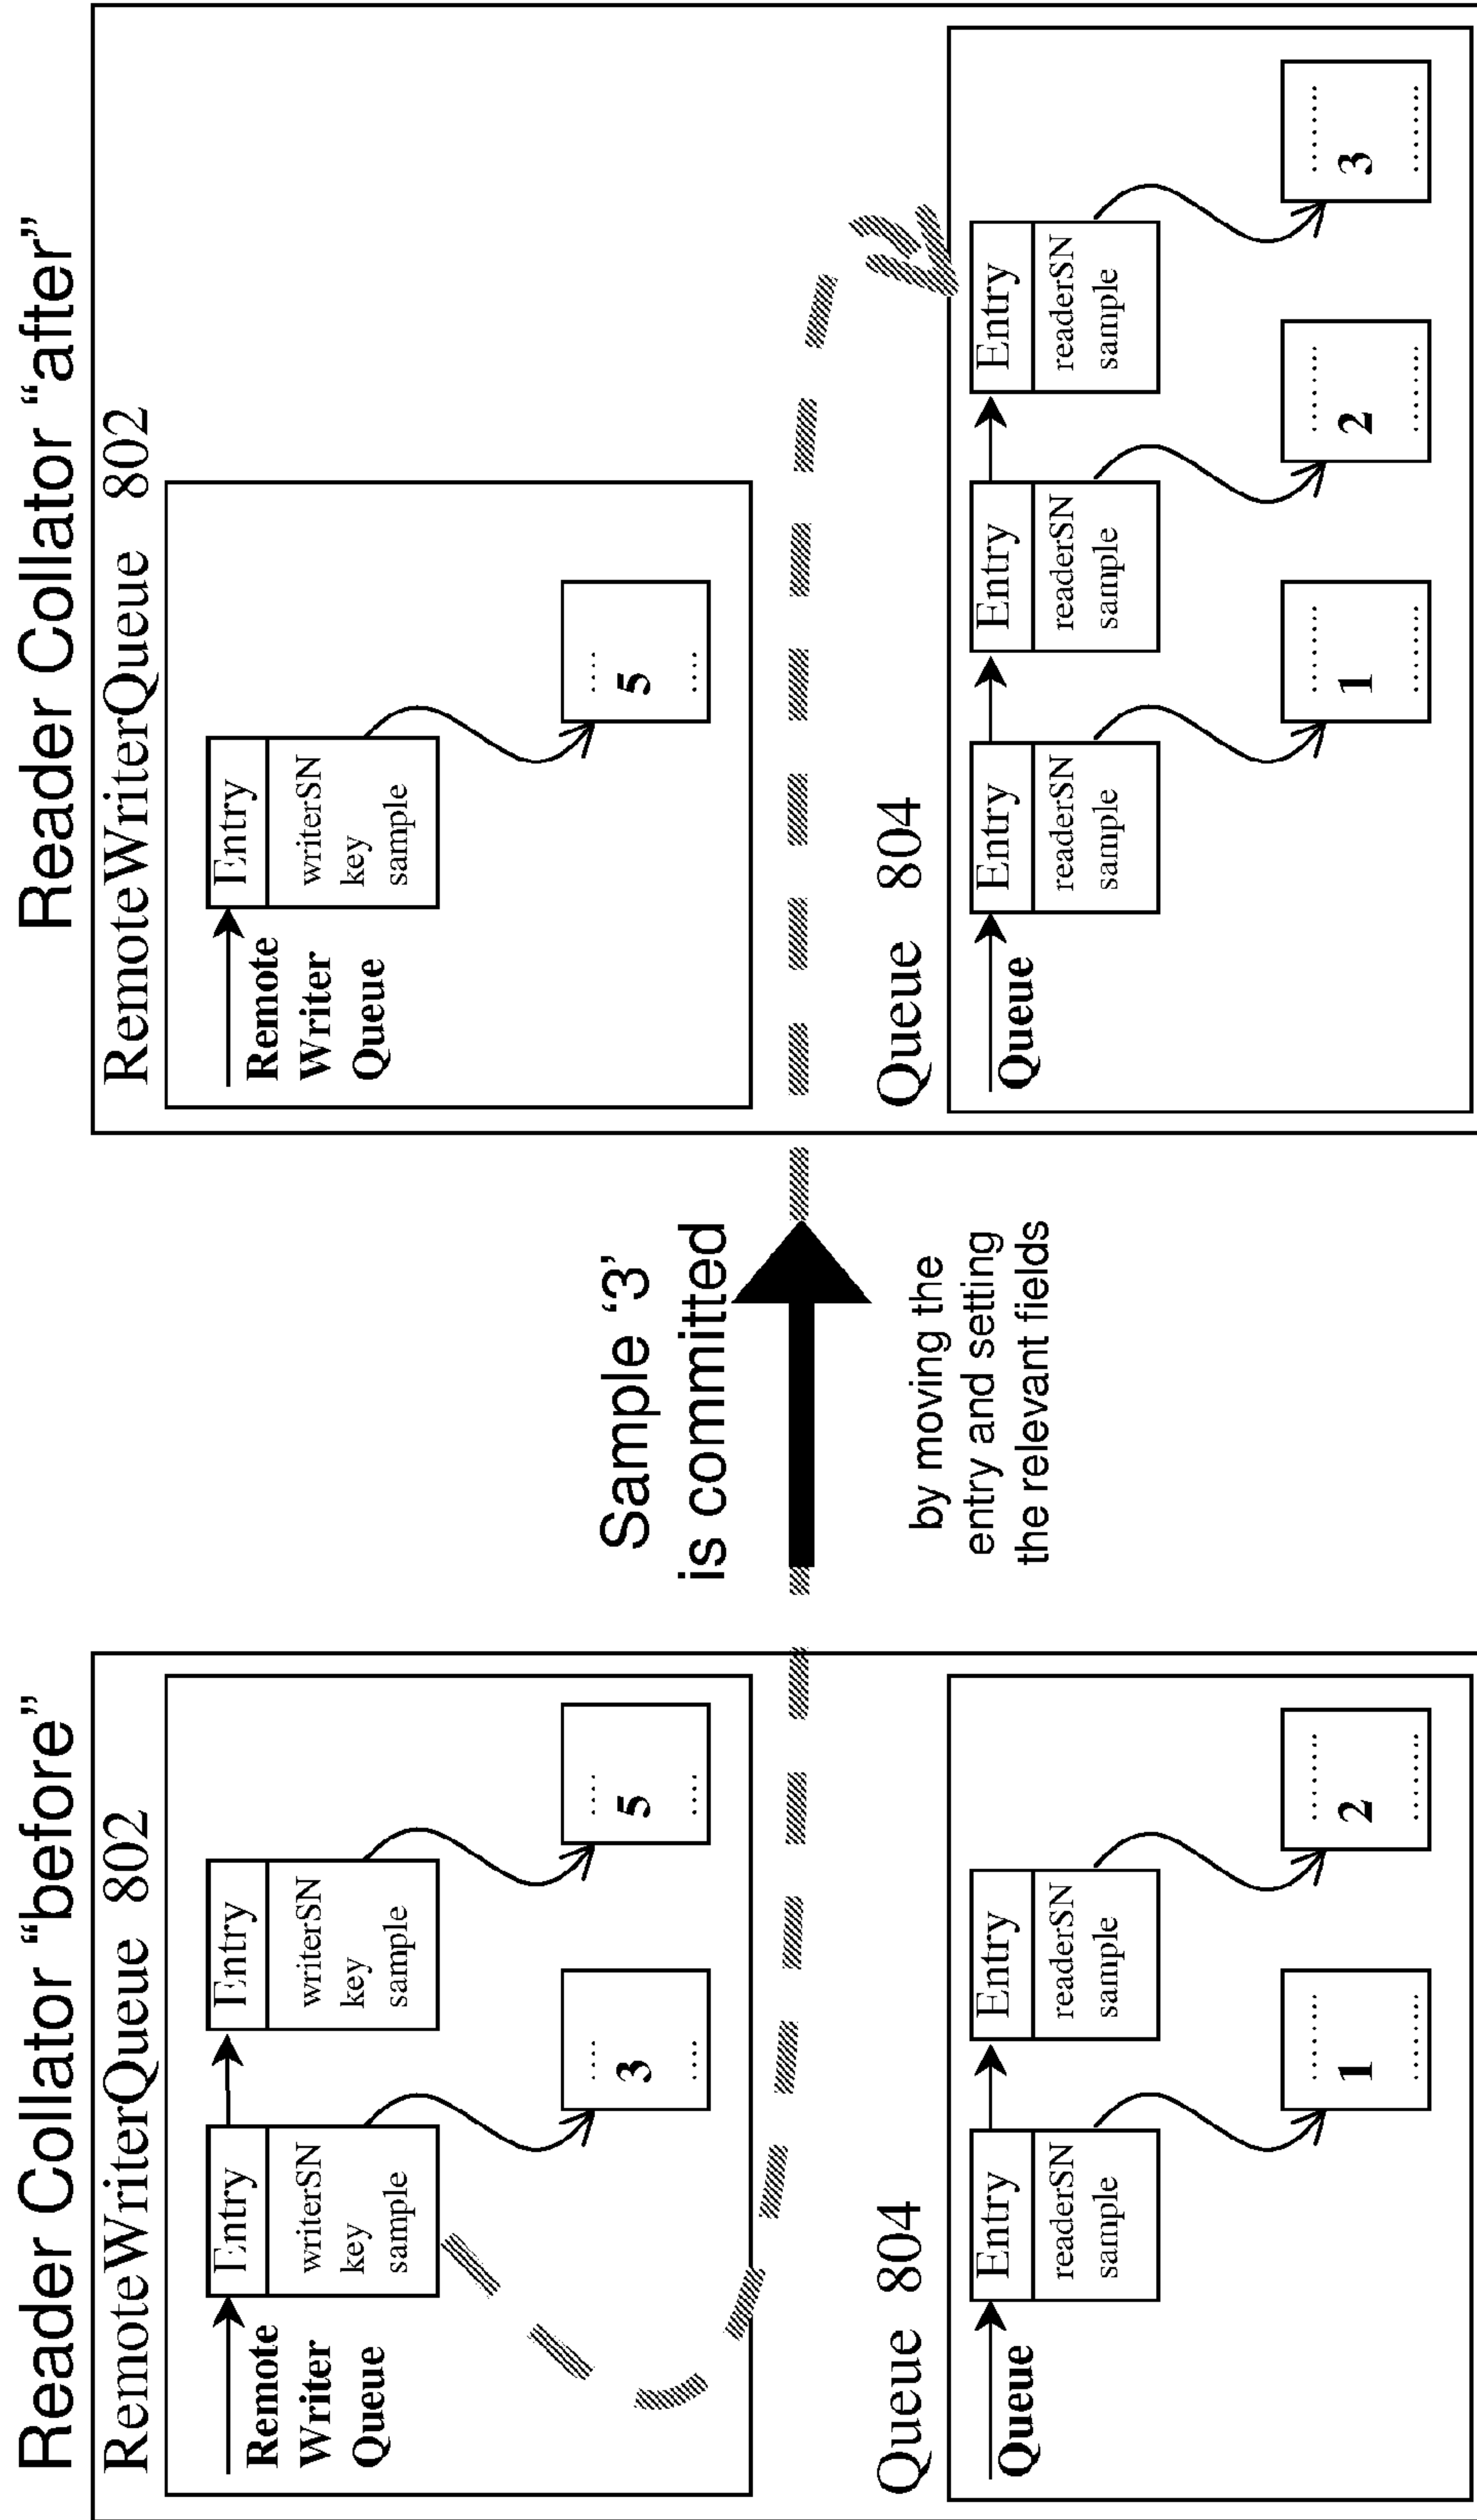 Reader Collator “before”
RemoteWriterQueue 802
Remote
Writer
Queue
Entry
writerSN
key
sample
Entry
writerSN
key
sample
.....
3
....
.....
5
....
Queue 804
Queue
Entry
readerSN
sample
Entry
readerSN
sample
........
1
........
........
2
........
Sample ‘3’
is committed
by moving the
entry and setting
the relevant fields
Reader Collator “after”
RemoteWriterQueue 802
Remote
Writer
Queue
Entry
writerSN
key
sample
.....
5
....
Queue 804
Queue
Entry
readerSN
sample
Entry
readerSN
sample
Entry
readerSN
sample
........
1
........
........
2
........
........
3
........